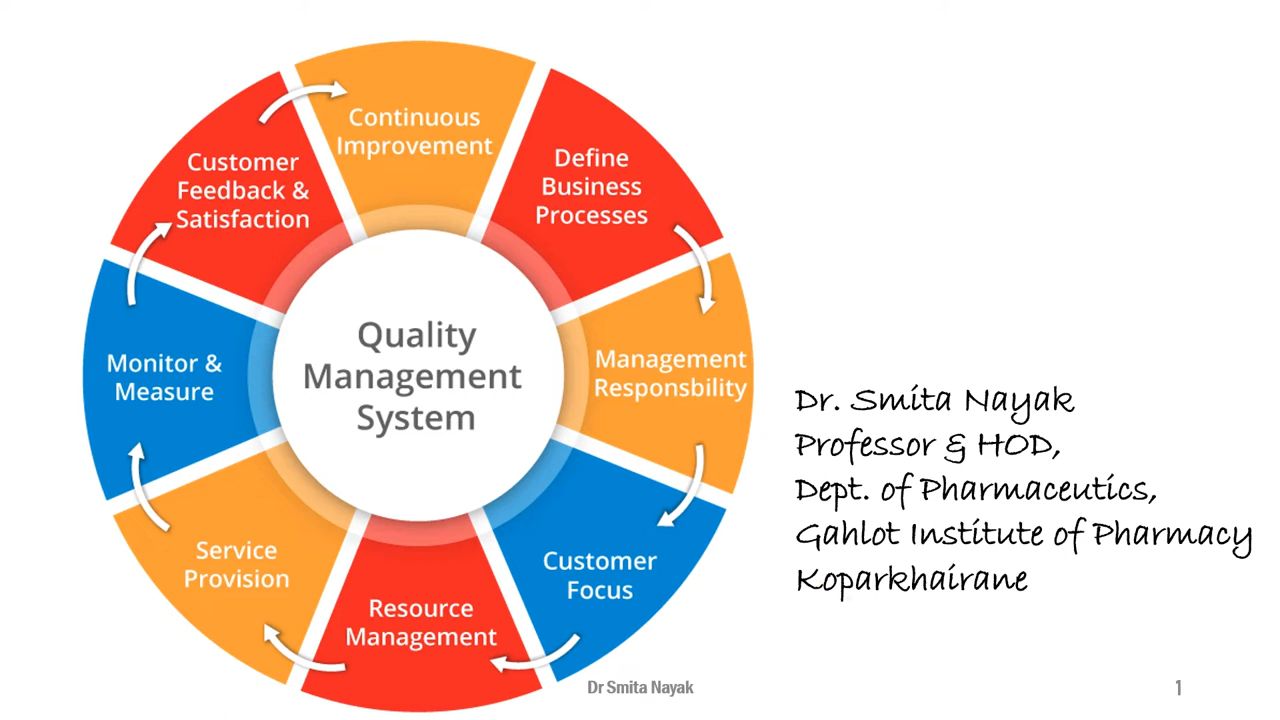 Continuous
Improvement
Define
Business
Processes
Management
Responsbility
Customer
Focus
Resource
Management
Service
Provision
Monitor &
Measure
Customer
Feedback &
Satisfaction
Quality
Management
System
Dr. Smita Nayak
Professor & HOD,
Dept. of Pharmaceutics,
Gahlot Institute of Pharmacy
Koparkhairane
Dr Smita Nayak
1